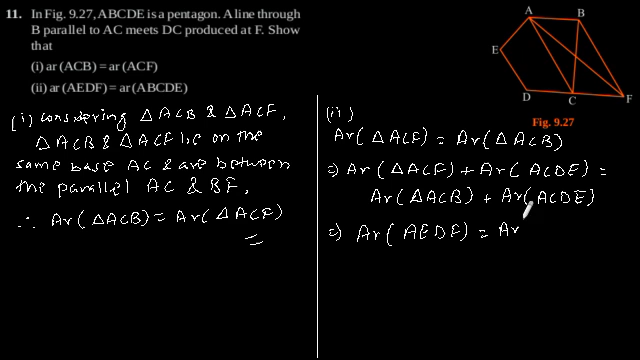 11. In Fig. 9.27, ABCDE is a pentagon. A line through
B parallel to AC meets DC produced at F. Show
that
(i) ar (ACB) = ar (ACF)
(ii) ar (AEDF) = ar (ABCDE)
A
B
E
D
C
F
Fig. 9.27
(i) considering △ACB & △ACF,
△ACB & △ACF lie on the
same base AC & are between
the parallel AC & BF,
∴ Ar (△ACB) = Ar (△ACF)
(ii)
Ar (△ACF) = Ar (△ACB)
⇒ Ar (△ACF) + Ar (ACDE) =
Ar (△ACB) + Ar (ACDE)
⇒ Ar (AEDF) = Ar